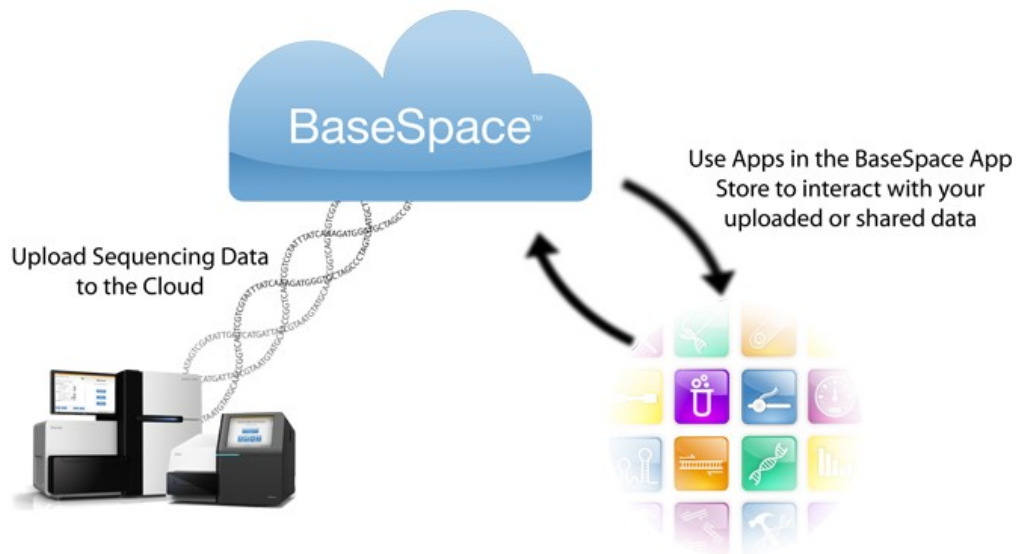 BaseSpace™
Use Apps in the BaseSpace App
Store to interact with your
uploaded or shared data
Upload Sequencing Data
to the Cloud